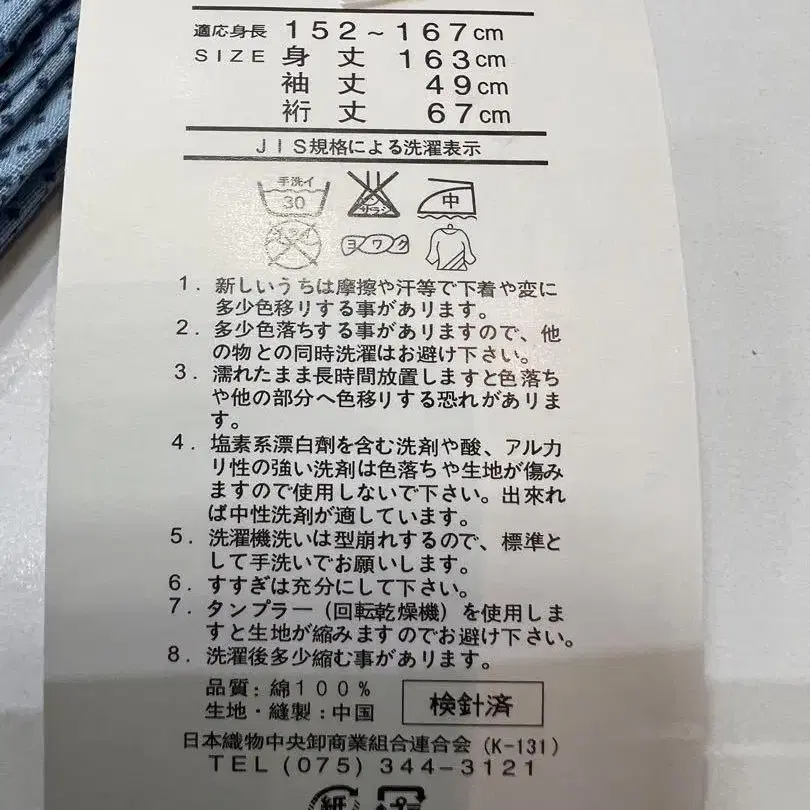 適応身長 152~167cm
SIZE 身丈 163cm
袖丈 49cm
裄丈 67cm
JIS規格による洗濯表示
手洗イ
30
エンソサラシ
中
ドライ
ヨワク
1. 新しいうちは摩擦や汗等で下着や変に
多少色移りする事があります。
2. 多少色落ちする事がありますので、他
の物との同時洗濯はお避け下さい。
3. 濡れたまま長時間放置しますと色落ち
や他の部分へ色移りする恐れがありま
す。
4. 塩素系漂白劑を含む洗剤や酸、アルカ
リ性の強い洗剤は色落ちや生地が傷み
ますので使用しないで下さい。出來れ
ば中性洗剤が適しています。
5. 洗濯機洗いは型崩れするので、標準と
して手洗いでお願いします。
6. すすぎは充分にして下さい。
7. タンプラー(回転乾燥機)を使用しま
すと生地が縮みますのでお避け下さい。
8. 洗濯後多少縮む事があります。
品質:綿100%
生地・縫製:中国
検針済
日本織物中央卸商業組合連合会(K-131)
TEL(075)344-3121
紙
プラ